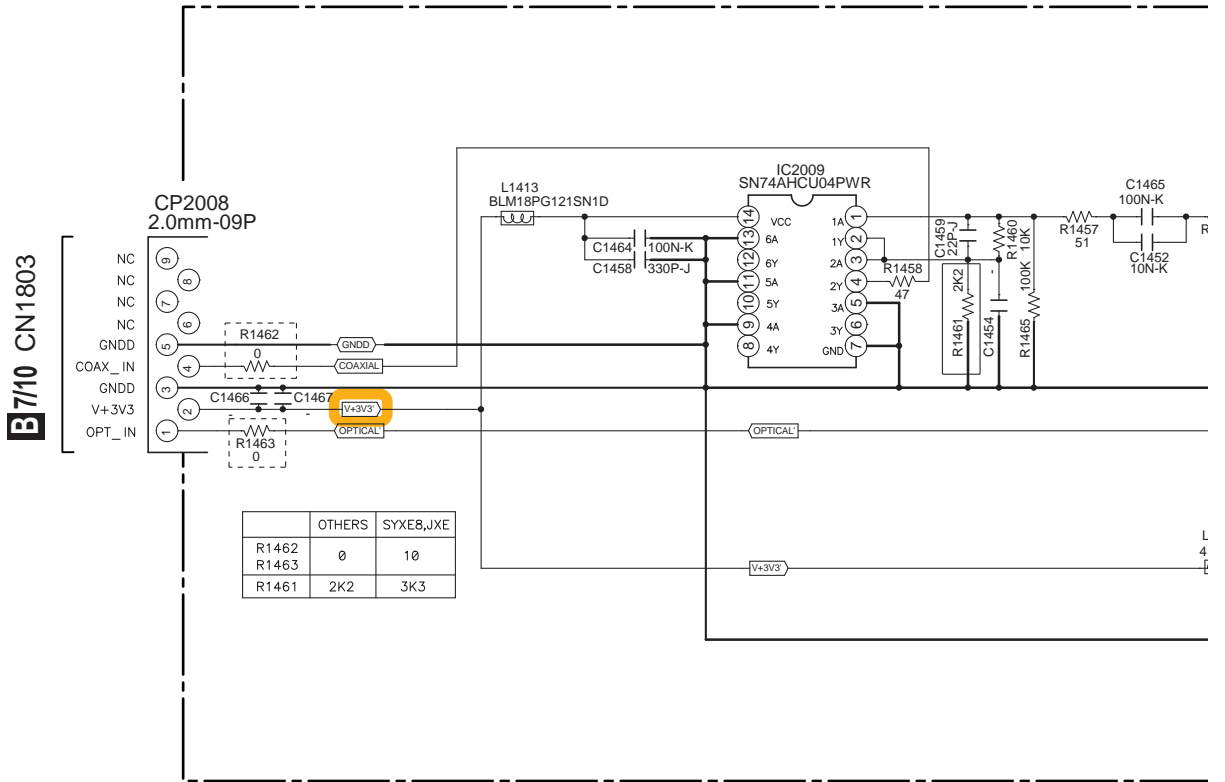 IC2009
SN74AHCU04PWR
L1413
BLM18PG121SN1D
C1465
100N-K
CP2008
2.0mm-09P
14
VCC
1A
1
13
6A
1Y
2
12
6Y
2A
3
11
5A
2Y
4
10
5Y
3A
5
9
4A
3Y
6
8
4Y
GND
7
C1464
100N-K
C1458
330P-J
R1458
47
C1459
22P-J
R1460
10K
2K2
R1461
C1454
100K
R1465
R1457
51
C1452
10N-K
R
B 7/10 CN1803
NC
9
NC
8
NC
7
NC
6
GNDD
5
COAX_IN
4
GNDD
3
V+3V3
2
OPT_IN
1
R1462
0
GNDD
COAXIAL
C1466
C1467
V+3V3'
OPTICAL'
OPTICAL'
R1463
0
OTHERS SYXE8,JXE
R1462
R1463
0 10
R1461 2K2 3K3
V+3V3'
L
4